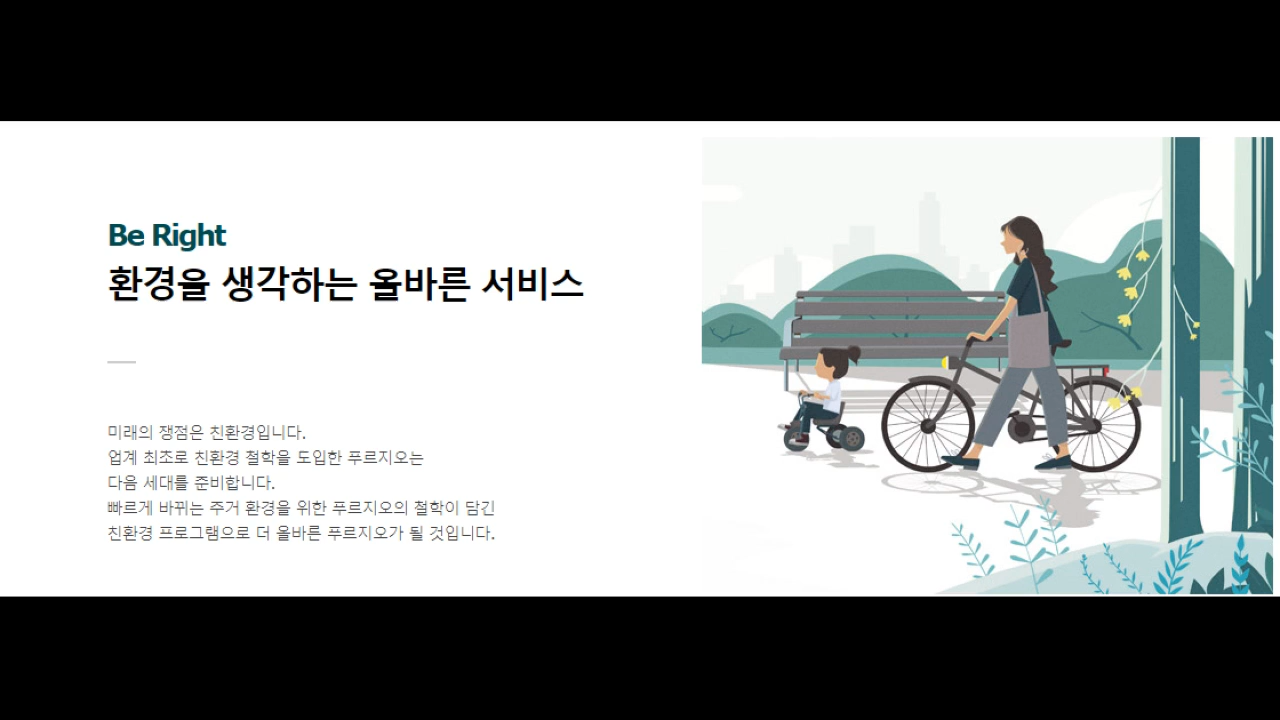 Be Right
환경을 생각하는 올바른 서비스
미래의 쟁점은 친환경입니다.
업계 최초로 친환경 철학을 도입한 푸르지오는
다음 세대를 준비합니다.
빠르게 바뀌는 주거 환경을 위한 푸르지오의 철학이 담긴
친환경 프로그램으로 더 올바른 푸르지오가 될 것입니다.